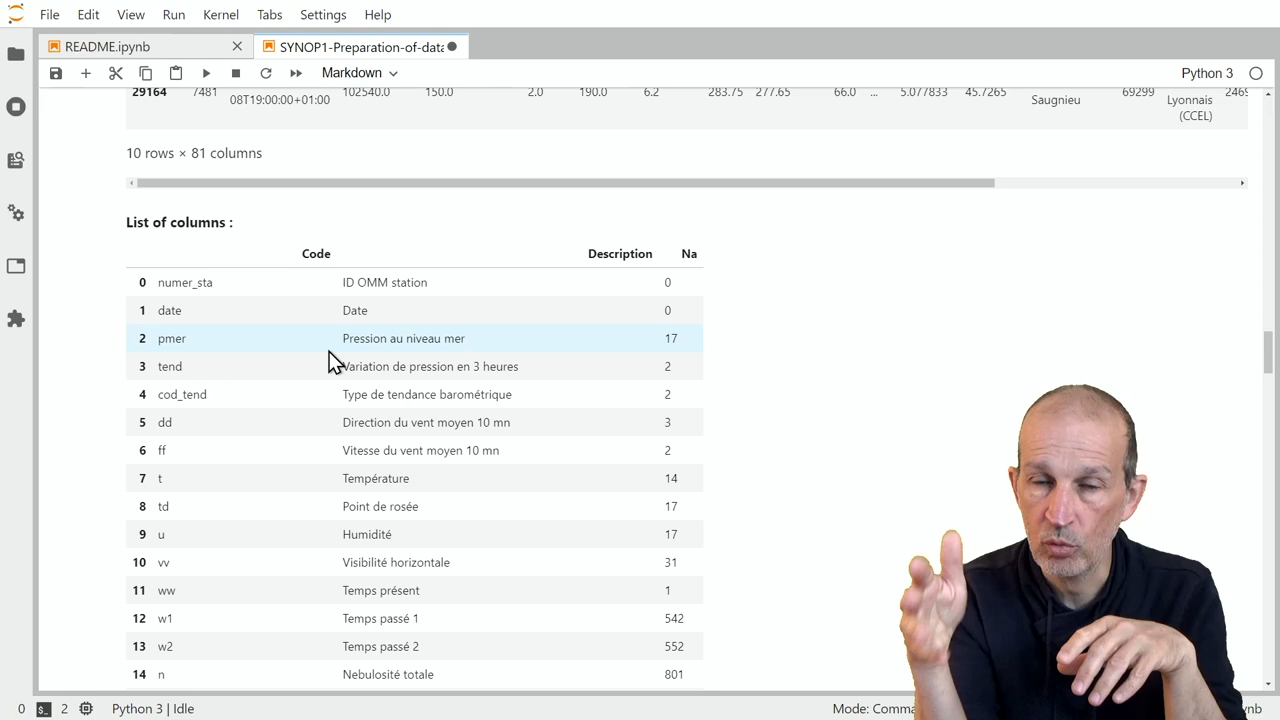 File Edit View Run Kernel Tabs Settings Help
README.ipynb
SYNOP1-Preparation-of-data
Markdown
Python 3
29164 7481 08T19:00:00+01:00 102540.0 150.0 2.0 190.0 6.2 283.75 277.65 66.0 ... 5.077833 45.7265 Saugnieu 69299 Lyonnais (CCEL)
10 rows × 81 columns
List of columns :
Code Description Na
0 numer_sta ID OMM station 0
1 date Date 0
2 pmer Pression au niveau mer 17
3 tend Variation de pression en 3 heures 2
4 cod_tend Type de tendance barométrique 2
5 dd Direction du vent moyen 10 mn 3
6 ff Vitesse du vent moyen 10 mn 2
7 t Température 14
8 td Point de rosée 17
9 u Humidité 17
10 vv Visibilité horizontale 31
11 ww Temps présent 1
12 w1 Temps passé 1 542
13 w2 Temps passé 2 552
14 n Nebulosité totale 801
0 2 Python 3 | Idle Mode: